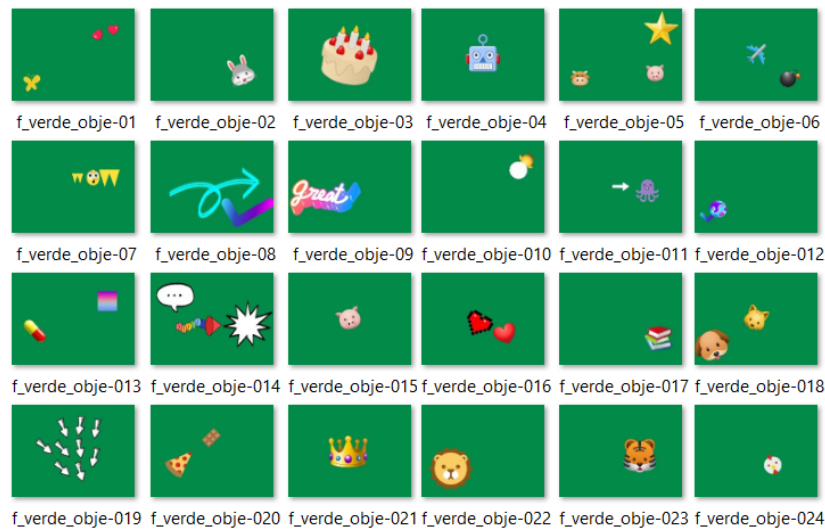 f_verde_obje-01 f_verde_obje-02 f_verde_obje-03 f_verde_obje-04 f_verde_obje-05 f_verde_obje-06
WOW
great
f_verde_obje-07 f_verde_obje-08 f_verde_obje-09 f_verde_obje-010 f_verde_obje-011 f_verde_obje-012
...
f_verde_obje-013 f_verde_obje-014 f_verde_obje-015 f_verde_obje-016 f_verde_obje-017 f_verde_obje-018
f_verde_obje-019 f_verde_obje-020 f_verde_obje-021 f_verde_obje-022 f_verde_obje-023 f_verde_obje-024